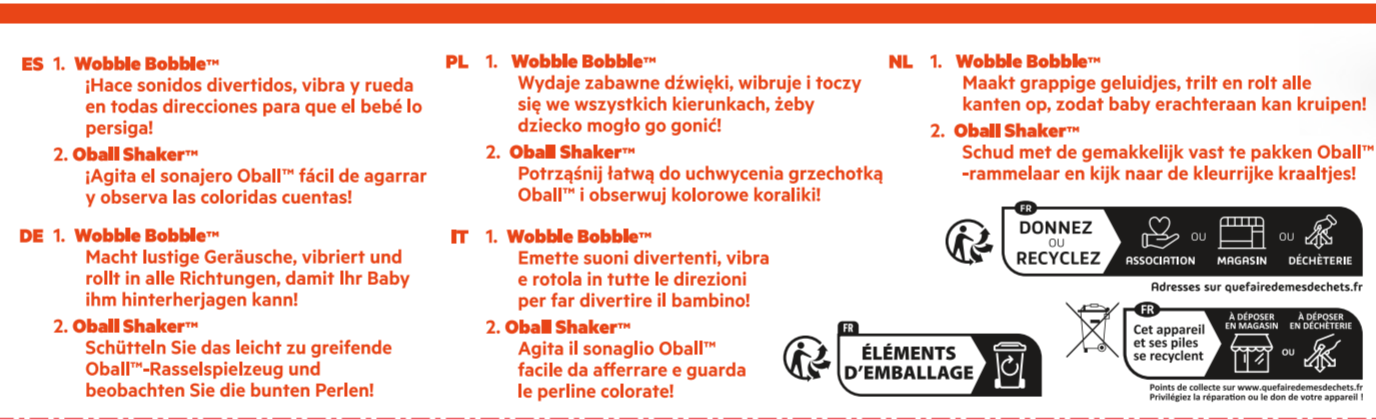 ES 1. Wobble Bobble™
¡Hace sonidos divertidos, vibra y rueda
en todas direcciones para que el bebé lo
persiga!
2. Oball Shaker™
¡Agita el sonajero Oball™ fácil de agarrar
y observa las coloridas cuentas!
DE 1. Wobble Bobble™
Macht lustige Geräusche, vibriert und
rollt in alle Richtungen, damit Ihr Baby
ihm hinterherjagen kann!
2. Oball Shaker™
Schütteln Sie das leicht zu greifende
Oball™-Rasselspielzeug und
beobachten Sie die bunten Perlen!
PL 1. Wobble Bobble™
Wydaje zabawne dźwięki, wibruje i toczy
się we wszystkich kierunkach, żeby
dziecko mogło go gonić!
2. Oball Shaker™
Potrząśnij łatwą do uchwycenia grzechotką
Oball™ i obserwuj kolorowe koraliki!
IT 1. Wobble Bobble™
Emette suoni divertenti, vibra
e rotola in tutte le direzioni
per far divertire il bambino!
2. Oball Shaker™
Agita il sonaglio Oball™
facile da afferrare e guarda
le perline colorate!
NL 1. Wobble Bobble™
Maakt grappige geluidjes, trilt en rolt alle
kanten op, zodat baby erachteraan kan kruipen!
2. Oball Shaker™
Schud met de gemakkelijk vast te pakken Oball™
-rammelaar en kijk naar de kleurrijke kraaltjes!
FR
DONNEZ
OU
RECYCLEZ
ASSOCIATION
OU
MAGASIN
OU
DÉCHÈTERIE
Adresses sur quefairedemesdechets.fr
FR
ÉLÉMENTS
D'EMBALLAGE
FR
Cet appareil
et ses piles
se recyclent
À DÉPOSER
EN MAGASIN
OU
À DÉPOSER
EN DÉCHÈTERIE
Points de collecte sur www.quefairedemesdechets.fr
Privilégiez la réparation ou le don de votre appareil !